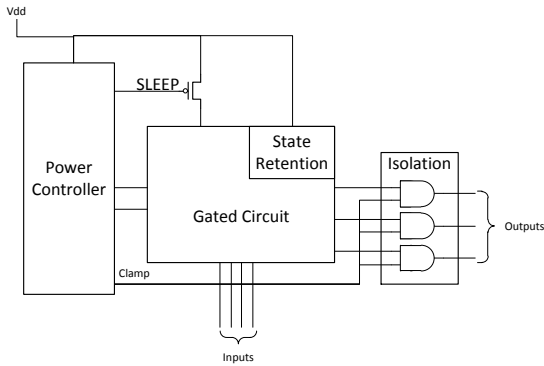 Vdd
SLEEP
Power
Controller
State
Retention
Isolation
Gated Circuit
Outputs
Clamp
Inputs